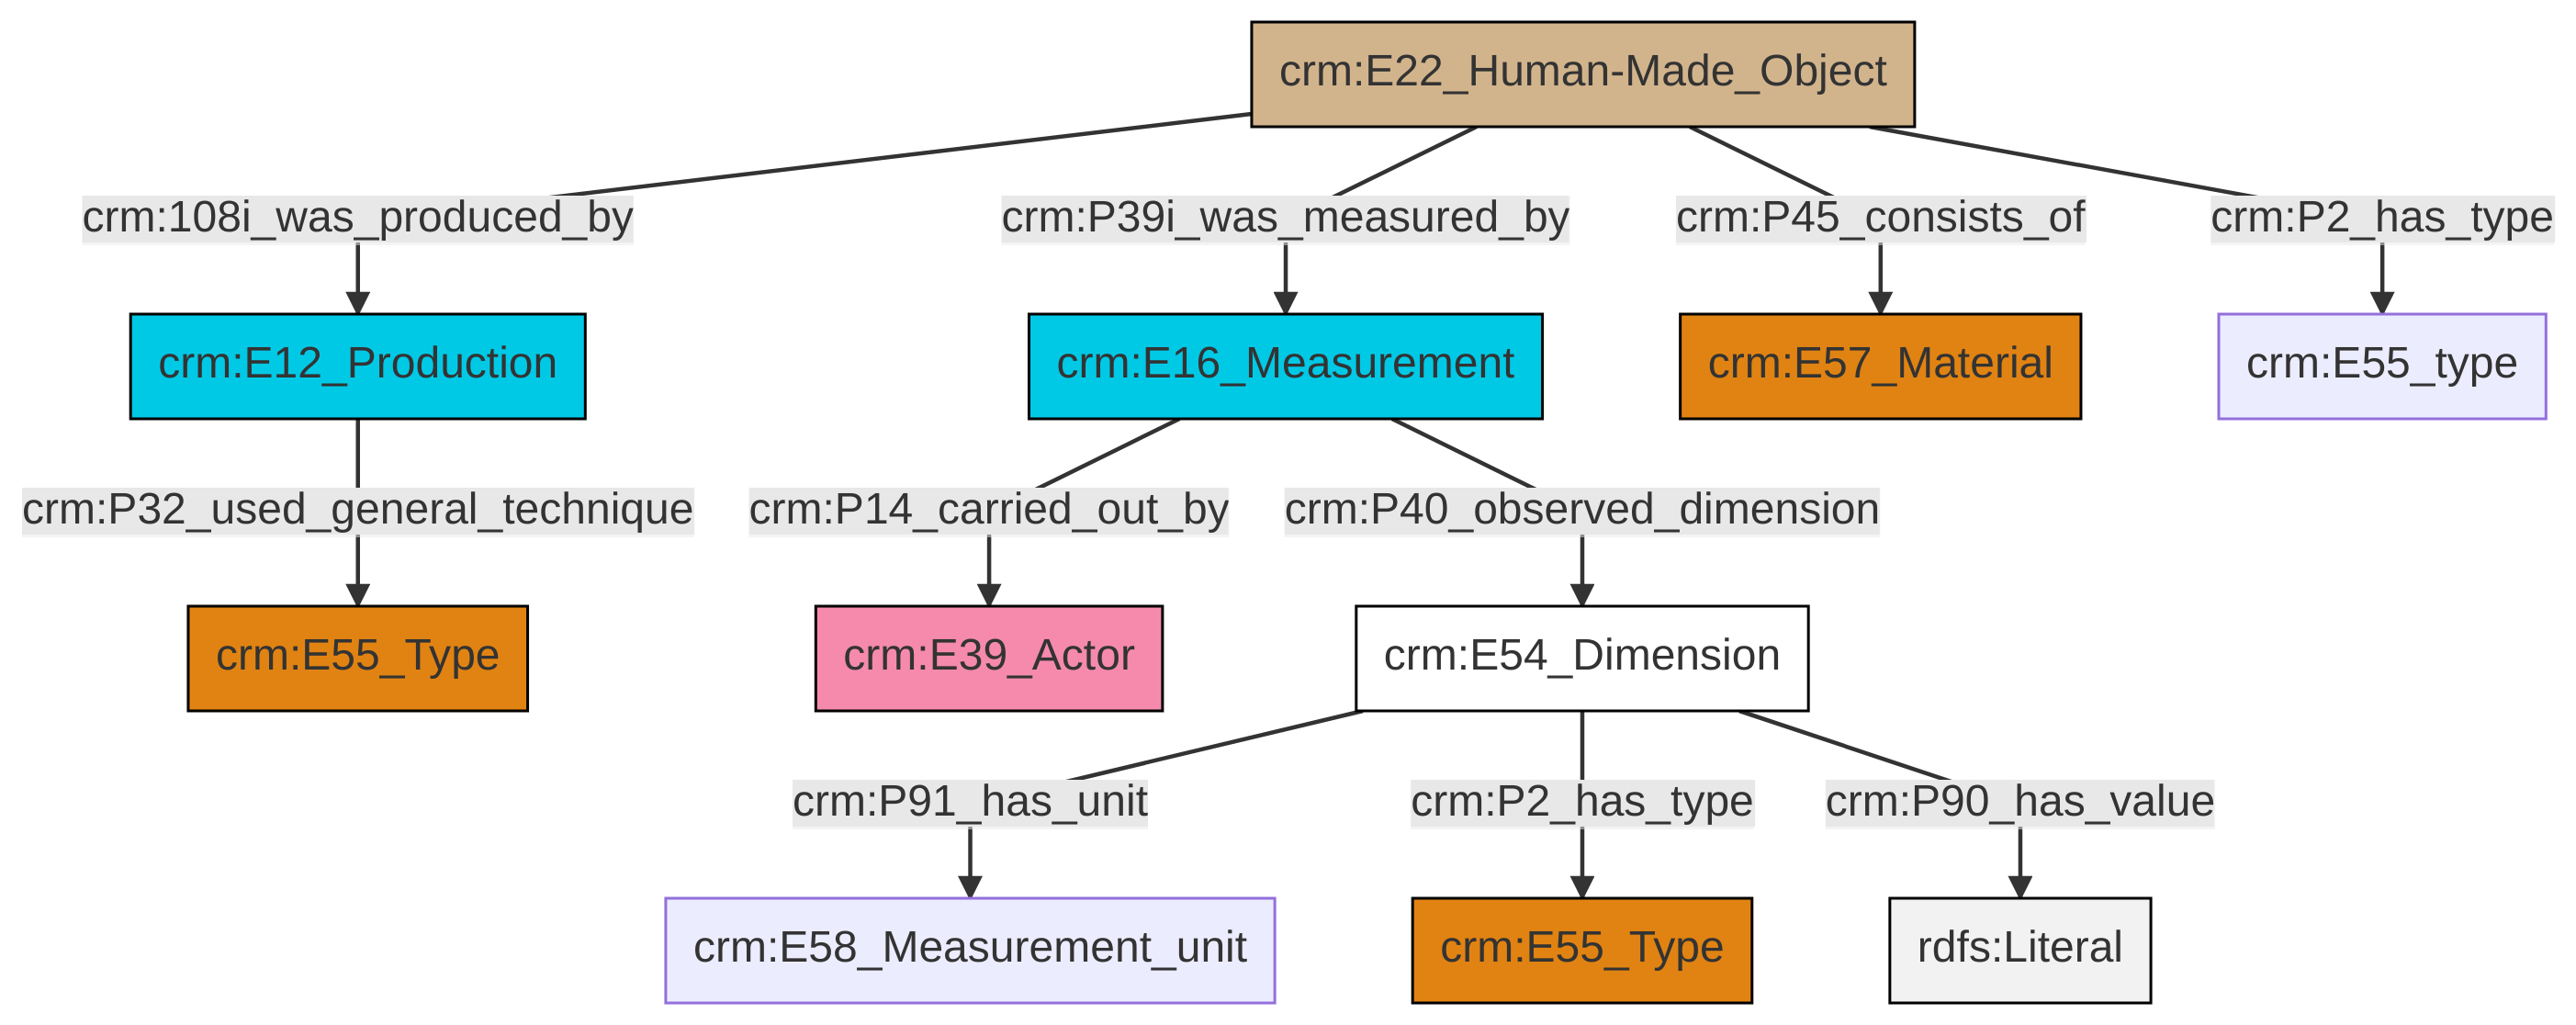 crm:E22_Human-Made_Object
crm:108i_was_produced_by
crm:P39i_was_measured_by
crm:P45_consists_of
crm:P2_has_type
crm:E12_Production
crm:E16_Measurement
crm:E57_Material
crm:E55_type
crm:P32_used_general_technique
crm:P14_carried_out_by
crm:P40_observed_dimension
crm:E55_Type
crm:E39_Actor
crm:E54_Dimension
crm:P91_has_unit
crm:P2_has_type
crm:P90_has_value
crm:E58_Measurement_unit
crm:E55_Type
rdfs:Literal